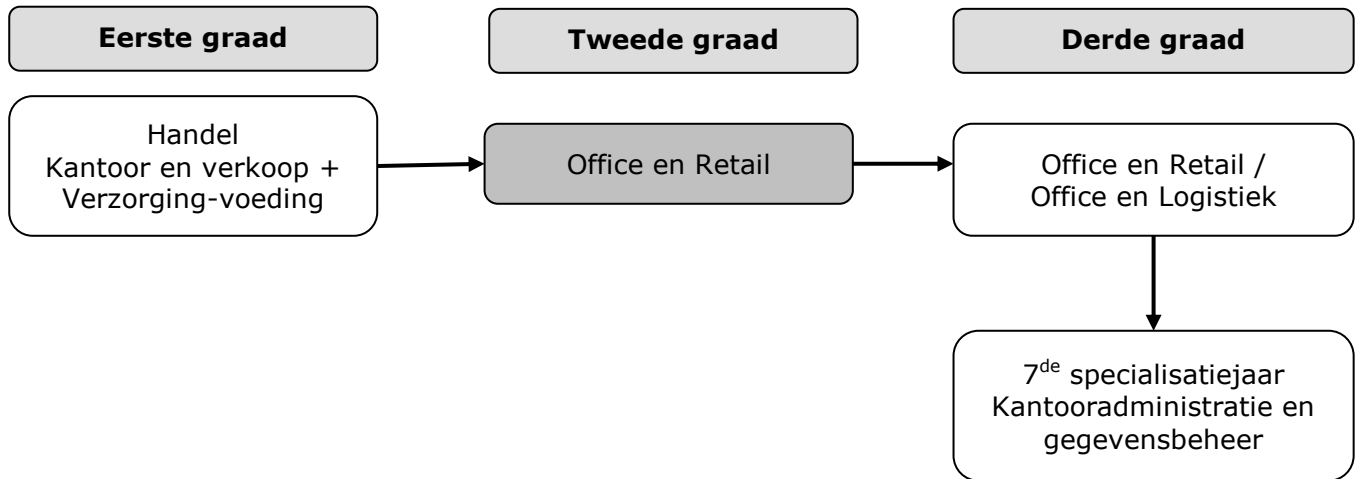 Eerste graad
Tweede graad
Derde graad
Handel
Kantoor en verkoop +
Verzorging-voeding
Office en Retail
Office en Retail /
Office en Logistiek
7de specialisatiejaar
Kantooradministratie en
gegevensbeheer